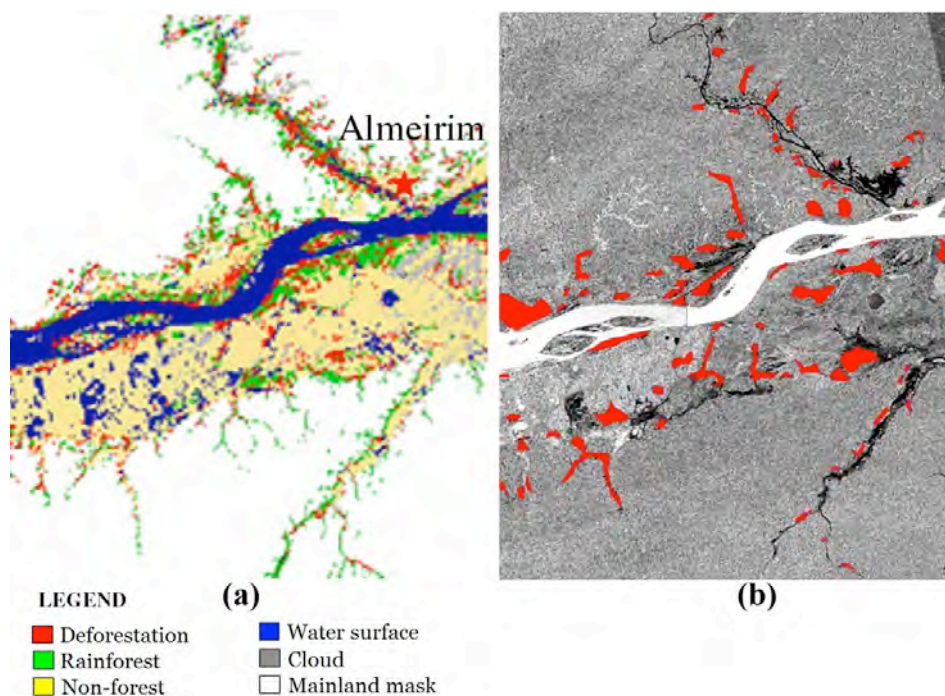 Almeirim
(a)
(b)
LEGEND
Deforestation
Water surface
Rainforest
Cloud
Non-forest
Mainland mask